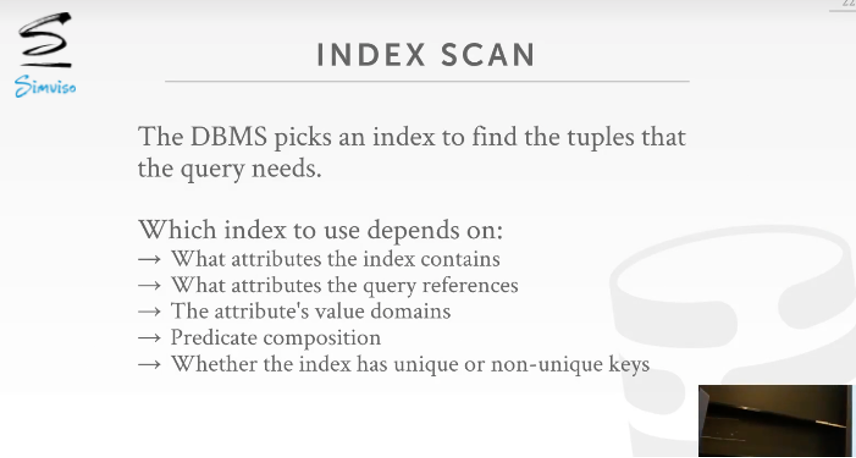 22
Simviso
INDEX SCAN
The DBMS picks an index to find the tuples that
the query needs.
Which index to use depends on:
→ What attributes the index contains
→ What attributes the query references
→ The attribute's value domains
→ Predicate composition
→ Whether the index has unique or non-unique keys